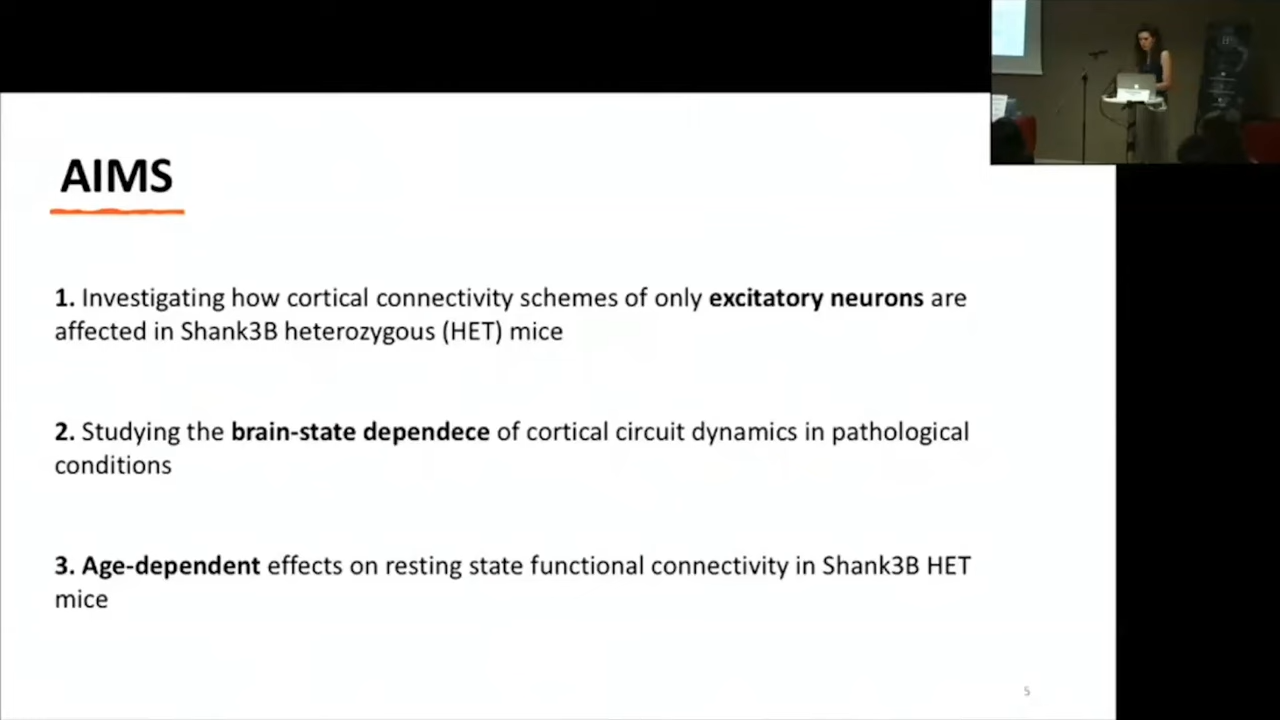 AIMS
1. Investigating how cortical connectivity schemes of only excitatory neurons are
affected in Shank3B heterozygous (HET) mice
2. Studying the brain-state dependece of cortical circuit dynamics in pathological
conditions
3. Age-dependent effects on resting state functional connectivity in Shank3B HET
mice
5